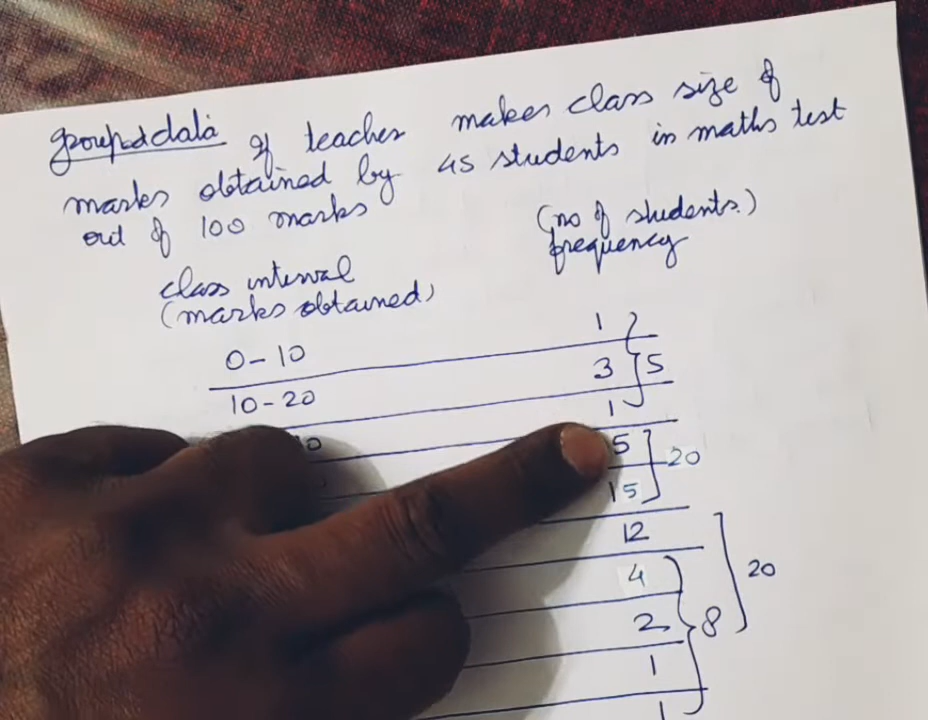 grouped data of teacher makes class size of
marks obtained by 45 students in maths test
out of 100 marks
(no of students.)
frequency
class interval
(marks obtained)
0-10 1
10-20 3 5
1
5
15 20
12
4
2 8 20
1
1